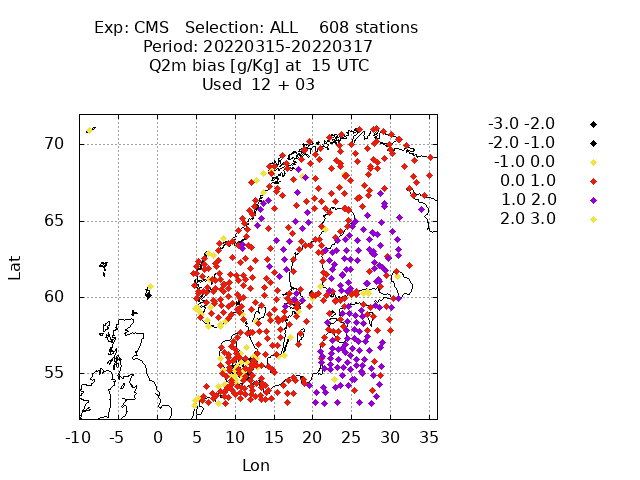 Exp: CMS Selection: ALL 608 stations
Period: 20220315-20220317
Q2m bias [g/Kg] at 15 UTC
Used 12 + 03
-3.0 -2.0
-2.0 -1.0
-1.0 0.0
0.0 1.0
1.0 2.0
2.0 3.0
Lat
70
65
60
55
-10 -5 0 5 10 15 20 25 30 35
Lon